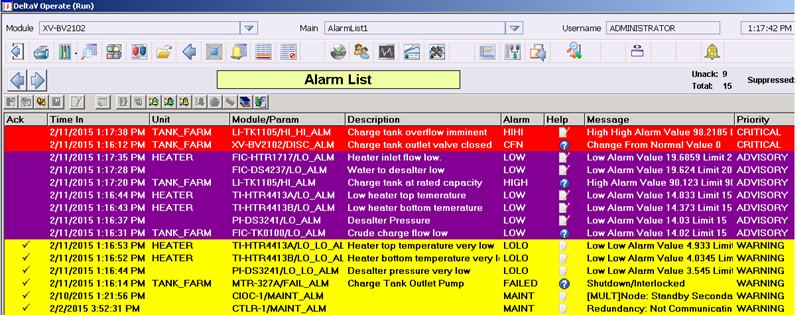 DeltaV Operate (Run)
Module XV-BV2102 Main AlarmList1 Username ADMINISTRATOR 1:17:42 PM
Alarm List Unack: 9 Total: 15 Suppressed:
Ack Time In Unit Module/Param Description Alarm Help Message Priority
2/11/2015 1:17:38 PM TANK_FARM LI-TK1105/HI_HI_ALM Charge tank overflow imminent HIHI High High Alarm Value 98.2185 L CRITICAL
2/11/2015 1:16:12 PM TANK_FARM XV-BV2102/DISC_ALM Charge tank outlet valve closed CFN Change From Normal Value 0 CRITICAL
2/11/2015 1:17:35 PM HEATER FIC-HTR1717/LO_ALM Heater inlet flow low. LOW Low Alarm Value 19.6859 Limit 2 ADVISORY
2/11/2015 1:17:28 PM FIC-DS4237/LO_ALM Water to desalter low LOW Low Alarm Value 19.624 Limit 20 ADVISORY
2/11/2015 1:17:20 PM TANK_FARM LI-TK1105/HI_ALM Charge tank at rated capacity HIGH High Alarm Value 90.123 Limit 9( ADVISORY
2/11/2015 1:16:44 PM HEATER TI-HTR4413A/LO_ALM Low heater top temerature LOW Low Alarm Value 14.033 Limit 15 ADVISORY
2/11/2015 1:16:43 PM HEATER TI-HTR4413B/LO_ALM Low heater bottom temerature LOW Low Alarm Value 14.373 Limit 15 ADVISORY
2/11/2015 1:16:37 PM PI-DS3241/LO_ALM Desalter Pressure LOW Low Alarm Value 14.03 Limit 15 ADVISORY
2/11/2015 1:16:31 PM TANK_FARM FIC-TK0100/LO_ALM Crude charge flow low LOW Low Alarm Value 14.02 Limit 15 ADVISORY
2/11/2015 1:16:53 PM HEATER TI-HTR4413A/LO_LO_AL Heater top temperature very low LOLO Low Low Alarm Value 4.933 Limit WARNING
2/11/2015 1:16:52 PM HEATER TI-HTR4413B/LO_LO_AL Heater bottom temperature very low LOLO Low Low Alarm Value 4.0345 Limi WARNING
2/11/2015 1:16:44 PM PI-DS3241/LO_LO_ALM Desalter pressure very low LOLO Low Low Alarm Value 3.545 Limit WARNING
2/11/2015 1:16:14 PM TANK_FARM MTR-327A/FAIL_ALM Charge Tank Outlet Pump FAILED Shutdown/Interlocked WARNING
2/10/2015 1:21:56 PM CIOC-1/MAINT_ALM MAINT [MULT]Node: Standby Seconda WARNING
2/2/2015 3:52:31 PM CTLR-1/MAINT_ALM MAINT Redundancy: Not Communicatin WARNING